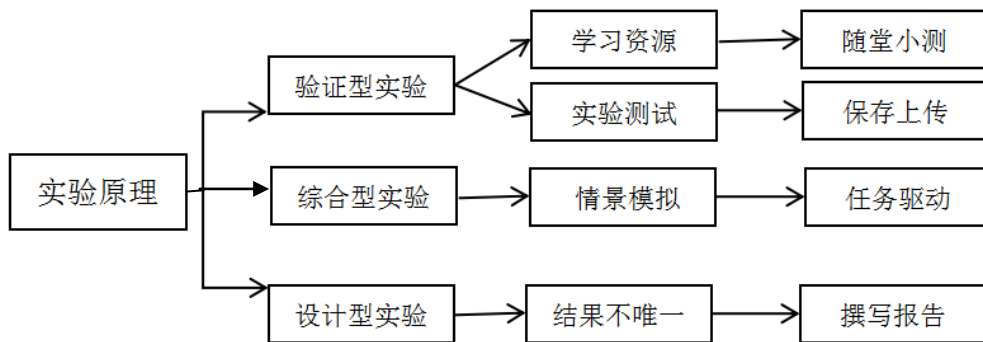 学习资源
随堂小测
验证型实验
实验测试
保存上传
实验原理
综合型实验
情景模拟
任务驱动
设计型实验
结果不唯一
撰写报告